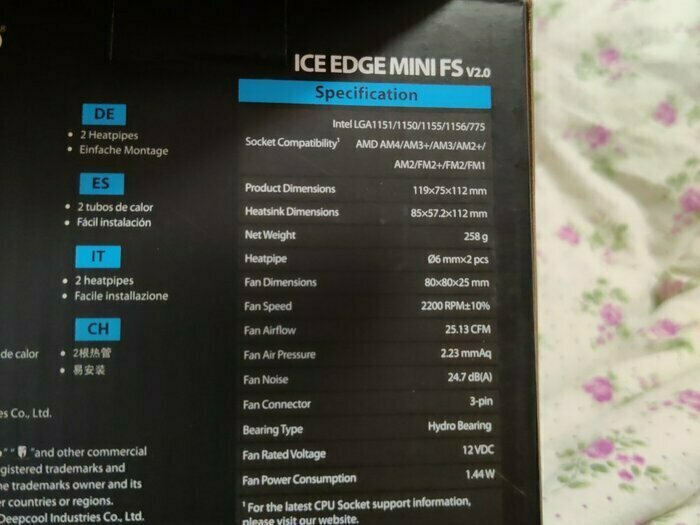 ICE EDGE MINI FS V2.0
Specification
Socket Compatibility¹ Intel LGA1151/1150/1155/1156/775
AMD AM4/AM3+/AM3/AM2+/
AM2/FM2+/FM2/FM1
Product Dimensions 119×75×112 mm
Heatsink Dimensions 85×57.2×112 mm
Net Weight 258 g
Heatpipe Ø6 mm×2 pcs
Fan Dimensions 80×80×25 mm
Fan Speed 2200 RPM±10%
Fan Airflow 25.13 CFM
Fan Air Pressure 2.23 mmAq
Fan Noise 24.7 dB(A)
Fan Connector 3-pin
Bearing Type Hydro Bearing
Fan Rated Voltage 12 VDC
Fan Power Consumption 1.44 W
¹ For the latest CPU Socket support information,
please visit our website.
DE
• 2 Heatpipes
• Einfache Montage
ES
• 2 tubos de calor
• Fácil instalación
IT
• 2 heatpipes
• Facile installazione
CH
• 2根热管
• 易安装
de calor
es Co., Ltd.
" and other commercial
gistered trademarks and
he trademarks owner and its
er countries or regions.
Deepcool Industries Co., Ltd.